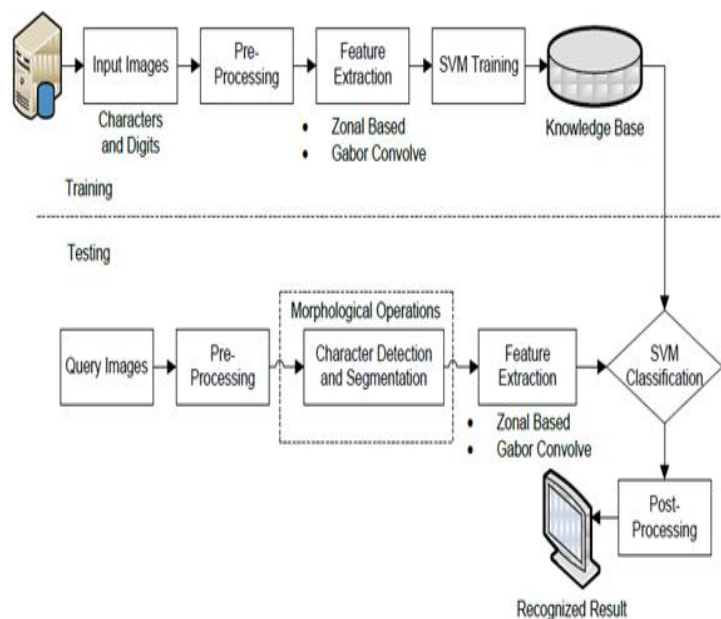 Input Images
Pre-
Processing
Feature
Extraction
SVM Training
Characters
and Digits
• Zonal Based
• Gabor Convolve
Knowledge Base
Training
Testing
Morphological Operations
Query Images
Pre-
Processing
Character Detection
and Segmentation
Feature
Extraction
SVM
Classification
• Zonal Based
• Gabor Convolve
Post-
Processing
Recognized Result